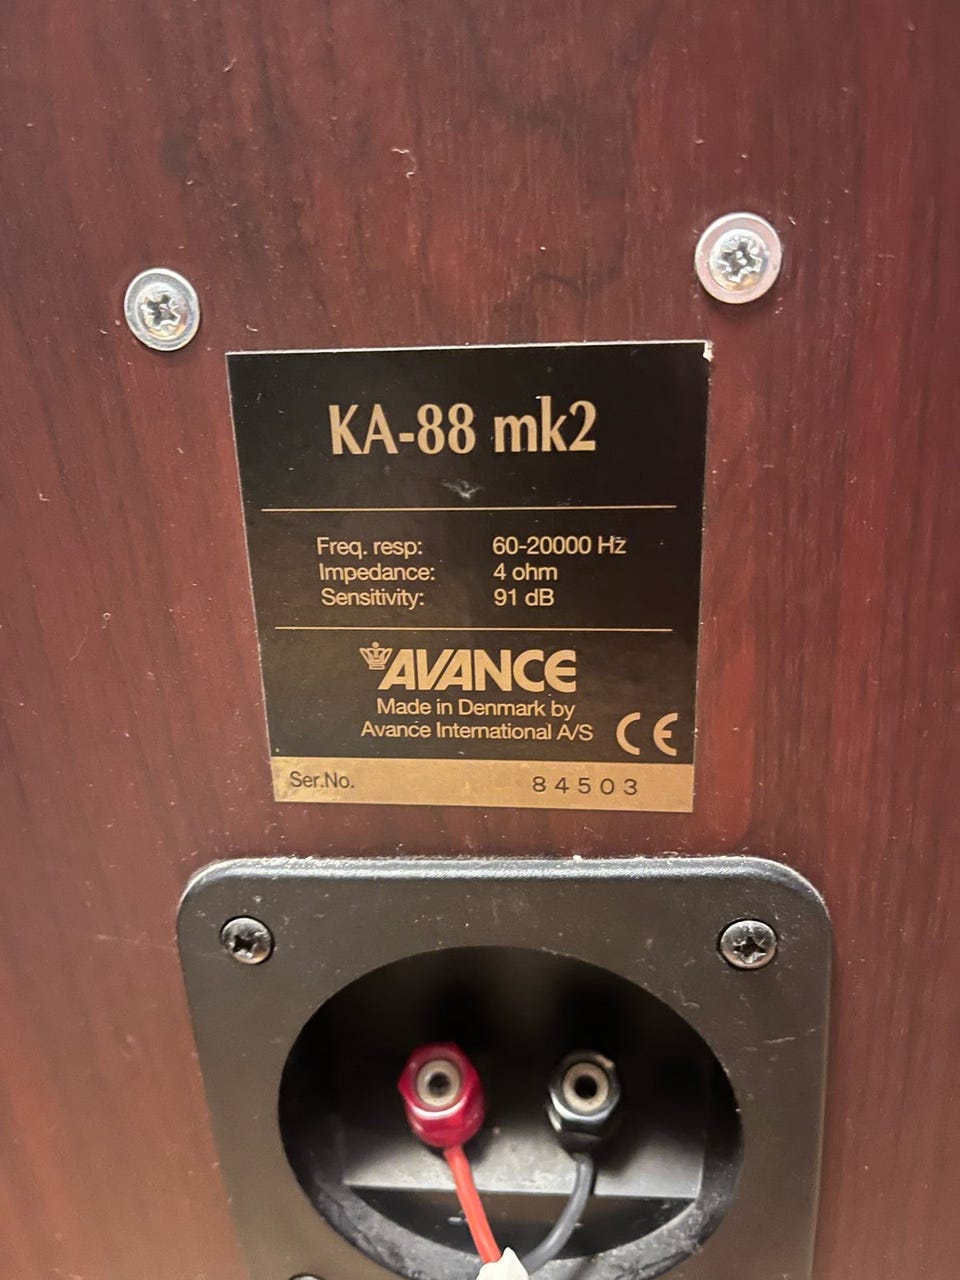 KA-88 mk2
Freq. resp: 60-20000 Hz
Impedance: 4 ohm
Sensitivity: 91 dB
AVANCE
Made in Denmark by
Avance International A/S CE
Ser.No. 84503